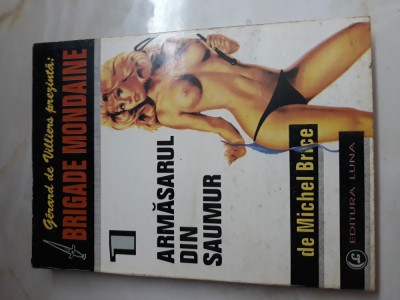 Gérard de Villiers prezintă:
BRIGADE MONDAINE
1
ARMĂSARUL
DIN
SAUMUR
de Michel Brice
EDITURA LUNA